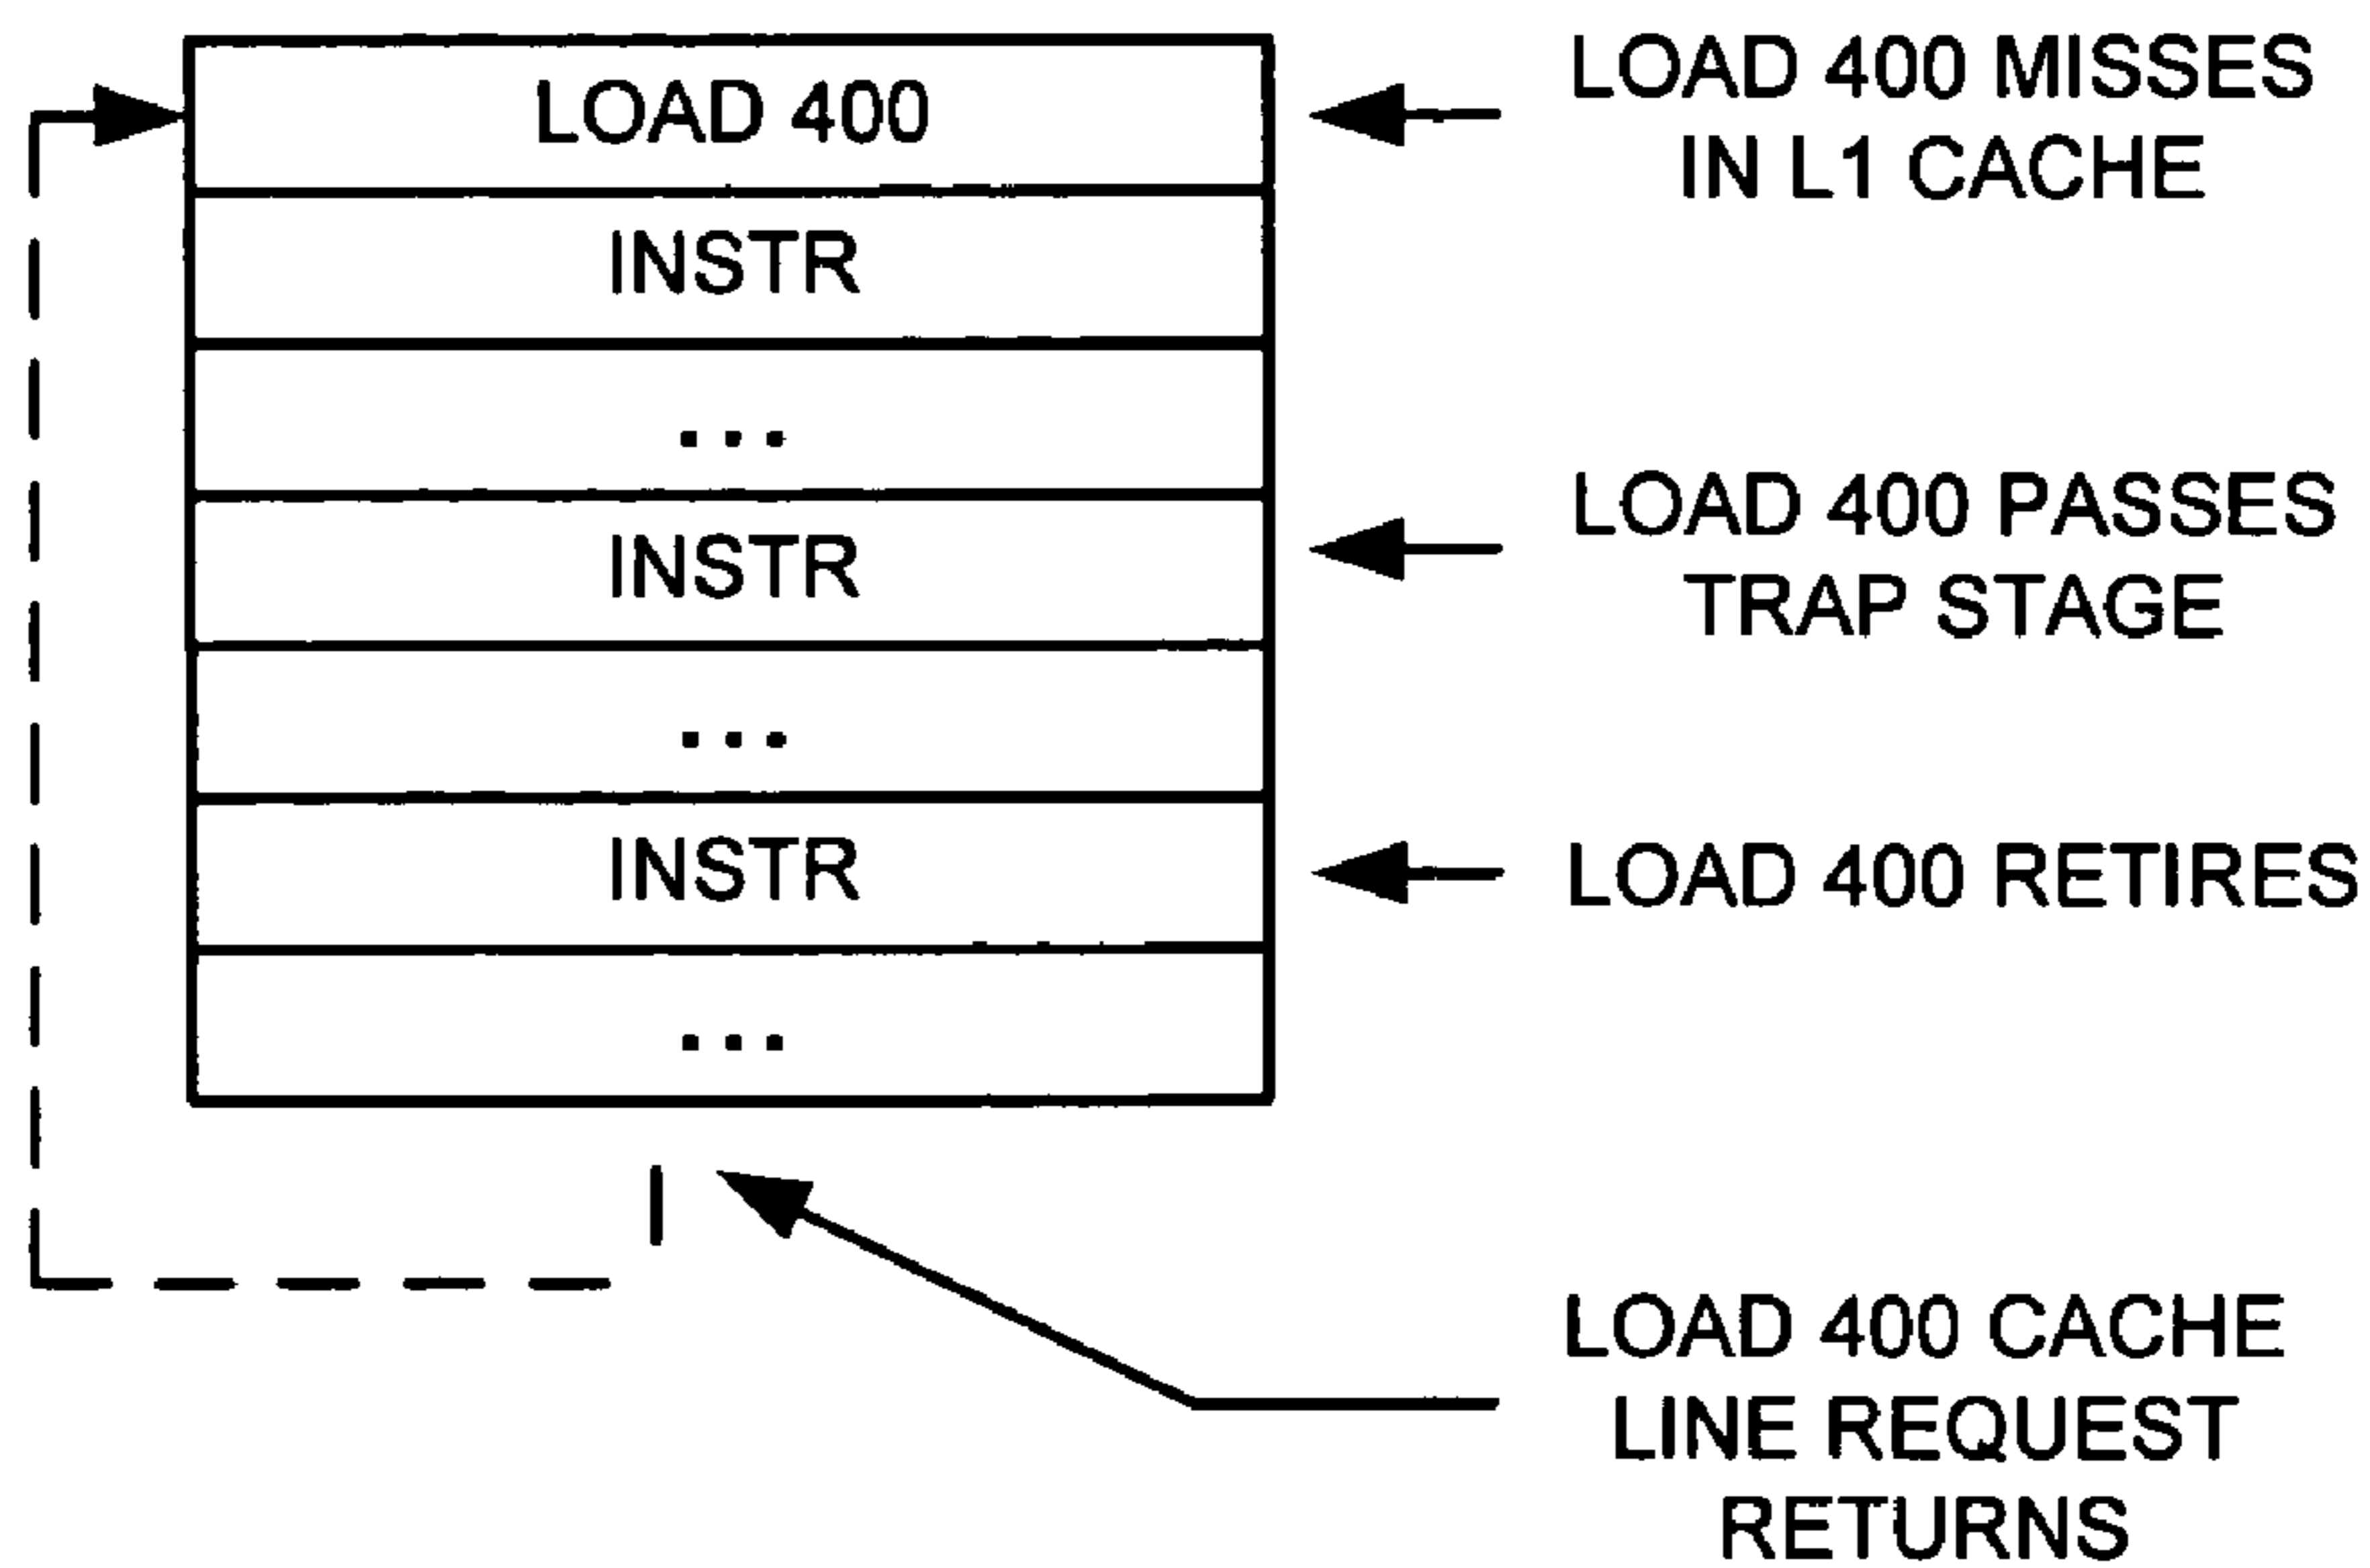 LOAD 400
INSTR
...
INSTR
...
INSTR
...
LOAD 400 MISSES
IN L1 CACHE
LOAD 400 PASSES
TRAP STAGE
LOAD 400 RETIRES
LOAD 400 CACHE
LINE REQUEST
RETURNS